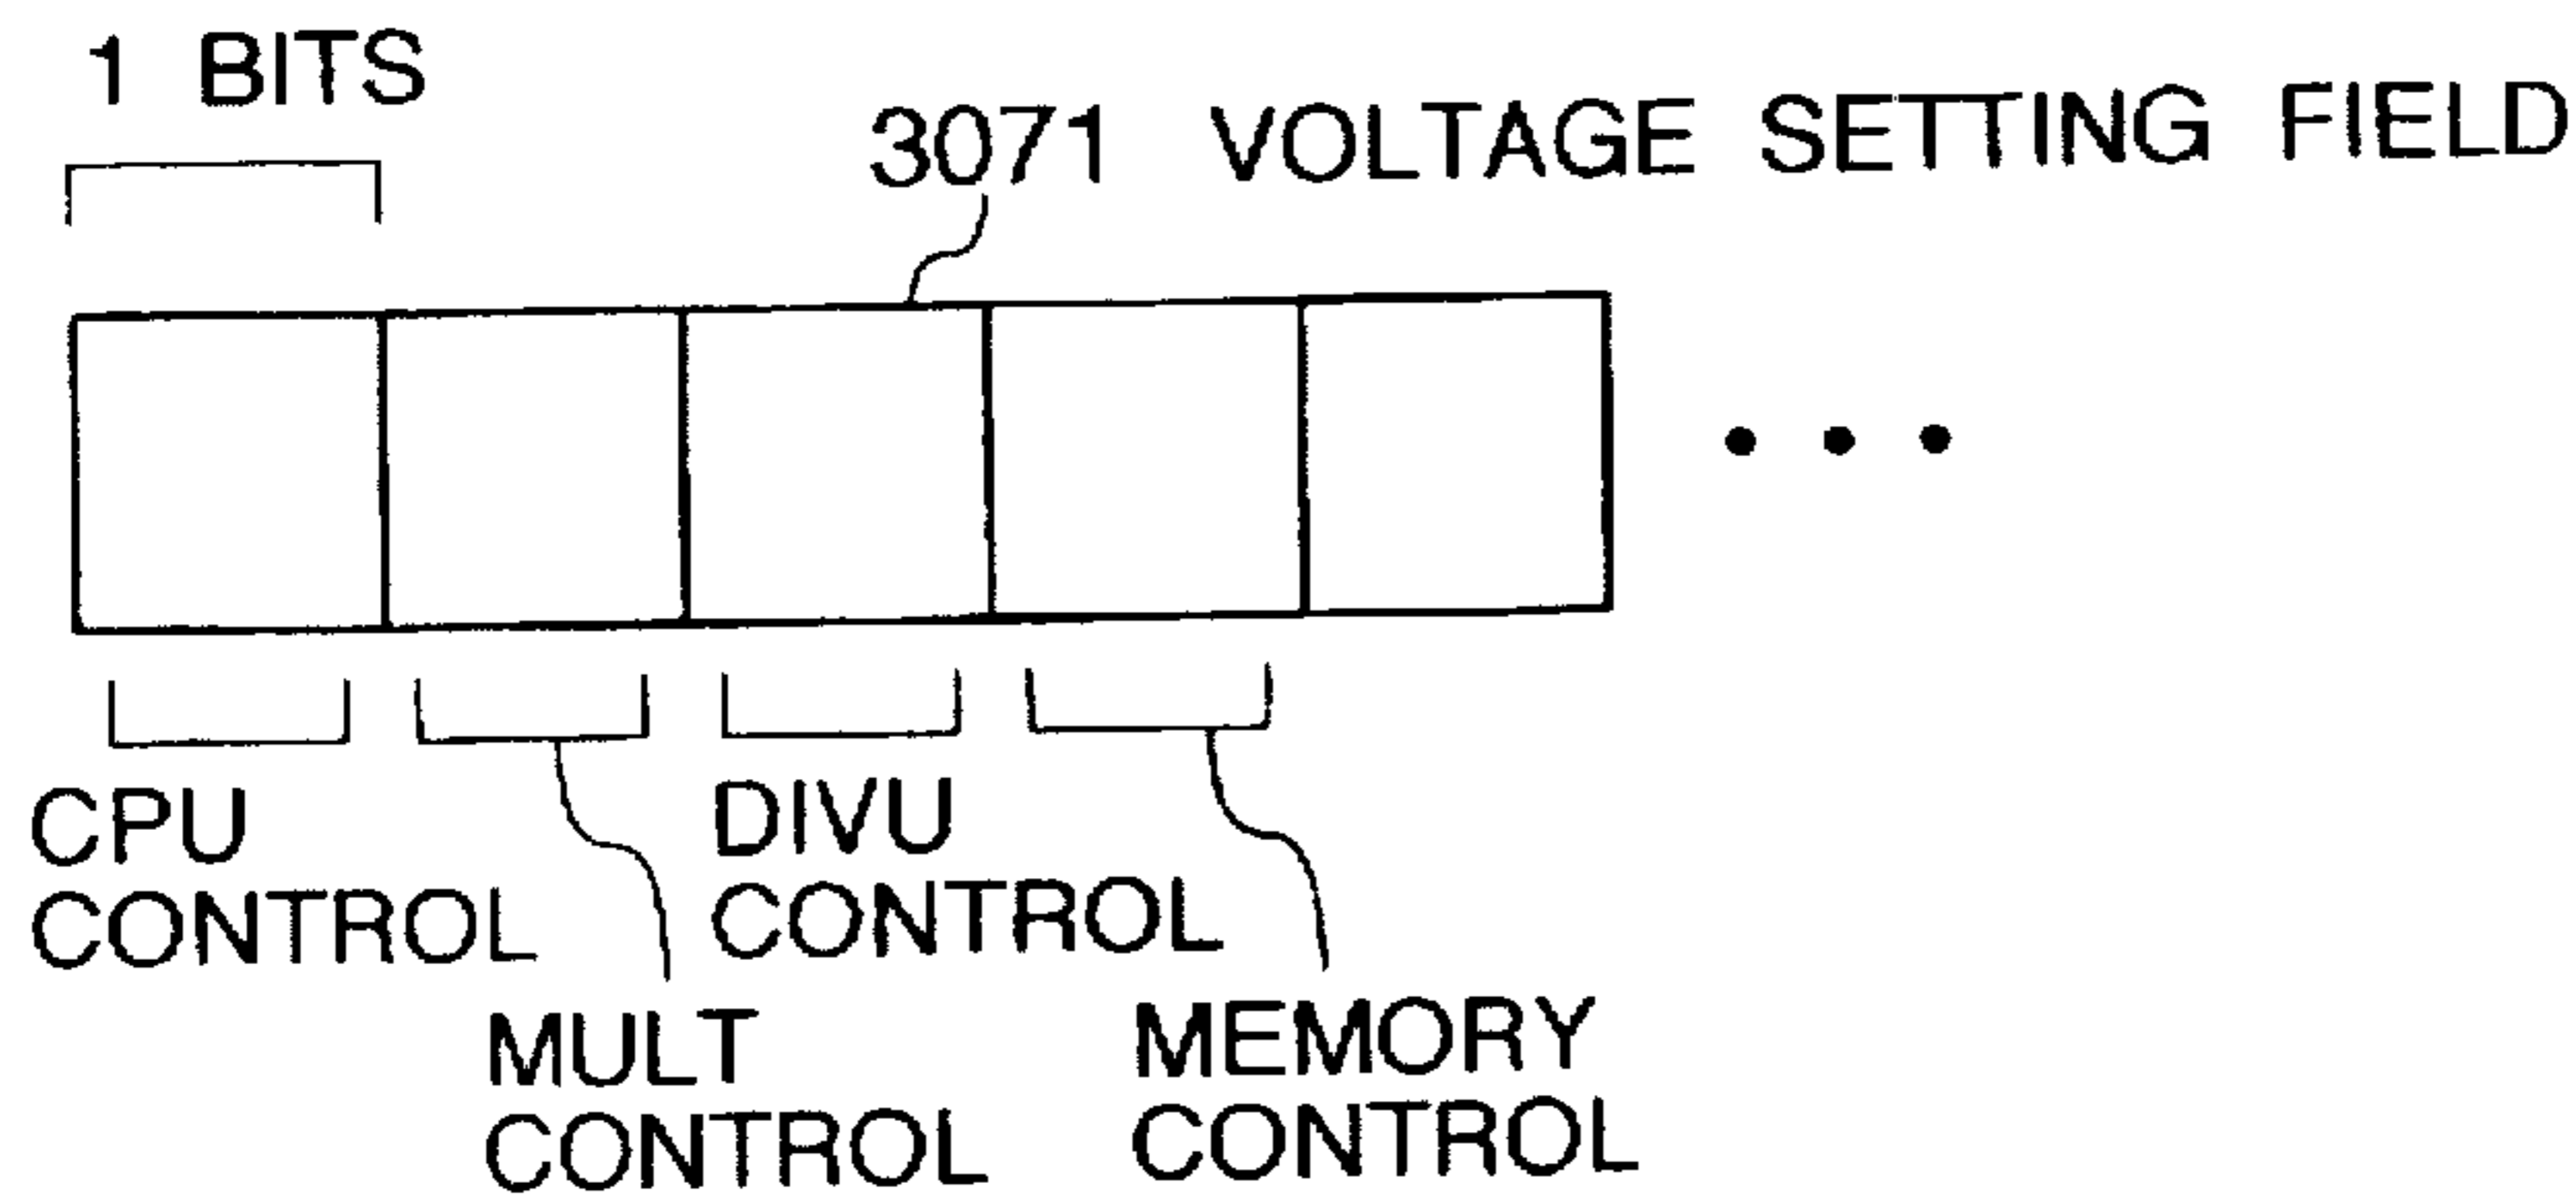 1 BITS
3071 VOLTAGE SETTING FIELD
CPU
CONTROL
DIVU
CONTROL
MULT
CONTROL
MEMORY
CONTROL